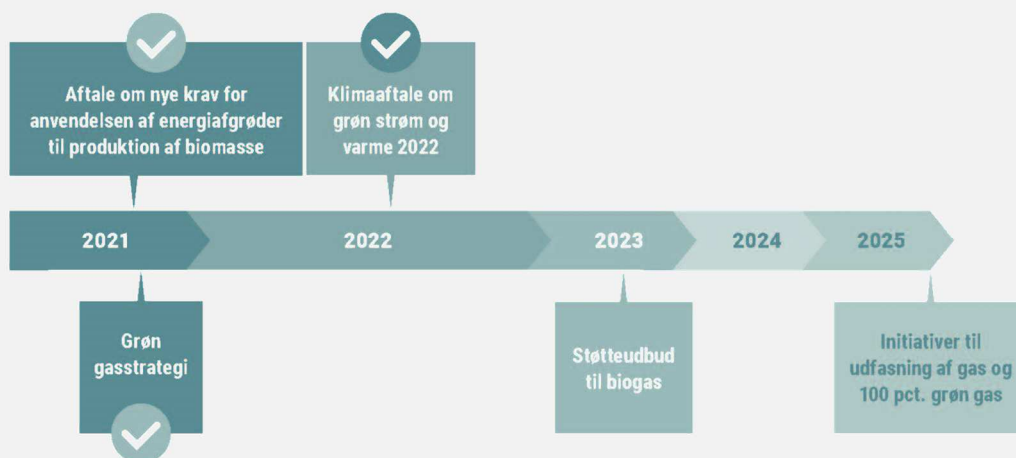 Aftale om nye krav for
anvendelsen af energiafgrøder
til produktion af biomasse
Klimaaftale om
grøn strøm og
varme 2022
2021
2022
2023
2024
2025
Grøn
gasstrategi
Støtteudbud
til biogas
Initiativer til
udfasning af gas og
100 pct. grøn gas